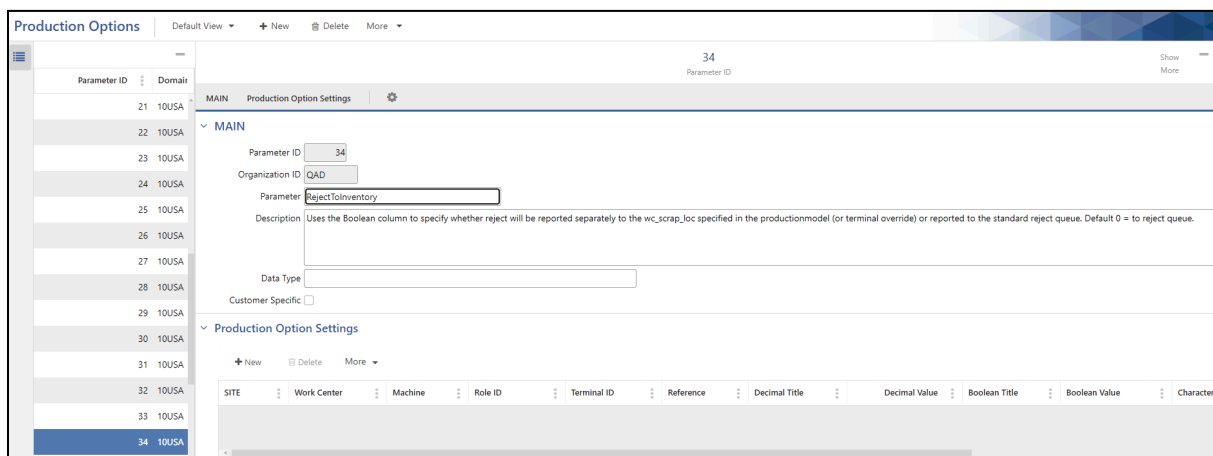 Production Options
Default View
New
Delete
More
34
Parameter ID
Show
More
Parameter ID
Domain
21 10USA
22 10USA
23 10USA
24 10USA
25 10USA
26 10USA
27 10USA
28 10USA
29 10USA
30 10USA
31 10USA
32 10USA
33 10USA
34 10USA
MAIN Production Option Settings
MAIN
Parameter ID 34
Organization ID QAD
Parameter RejectToInventory
Description Uses the Boolean column to specify whether reject will be reported separately to the wc_scrap_loc specified in the productionmodel (or terminal override) or reported to the standard reject queue. Default 0 = to reject queue.
Data Type
Customer Specific
Production Option Settings
New Delete More
SITE Work Center Machine Role ID Terminal ID Reference Decimal Title Decimal Value Boolean Title Boolean Value Character